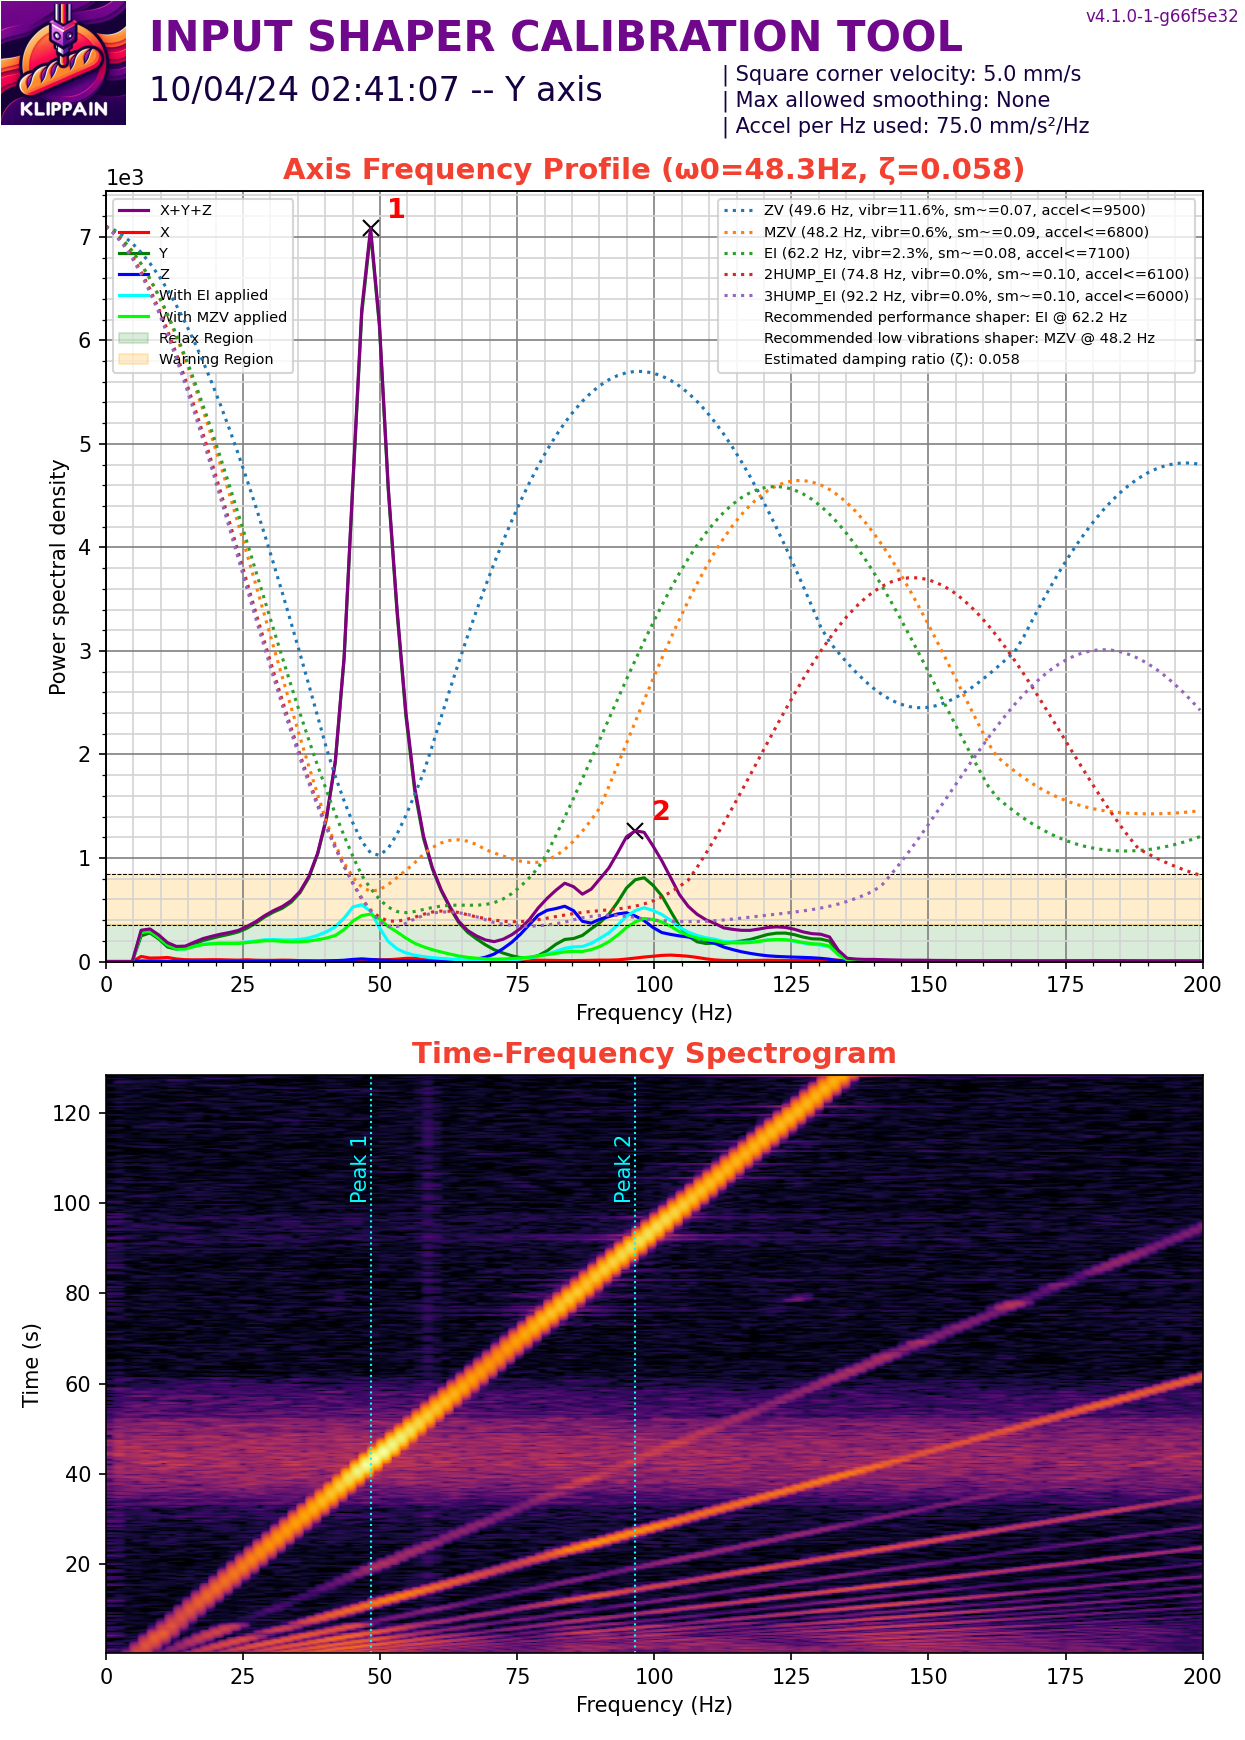 v4.1.0-1-g66f5e32
INPUT SHAPER CALIBRATION TOOL
10/04/24 02:41:07 -- Y axis
| Square corner velocity: 5.0 mm/s
| Max allowed smoothing: None
| Accel per Hz used: 75.0 mm/s²/Hz
KLIPPAIN
Axis Frequency Profile (ω0=48.3Hz, ζ=0.058)
1e3
X+Y+Z
X
Y
Z
With EI applied
With MZV applied
Relax Region
Warning Region
ZV (49.6 Hz, vibr=11.6%, sm~=0.07, accel<=9500)
MZV (48.2 Hz, vibr=0.6%, sm~=0.09, accel<=6800)
EI (62.2 Hz, vibr=2.3%, sm~=0.08, accel<=7100)
2HUMP_EI (74.8 Hz, vibr=0.0%, sm~=0.10, accel<=6100)
3HUMP_EI (92.2 Hz, vibr=0.0%, sm~=0.10, accel<=6000)
Recommended performance shaper: EI @ 62.2 Hz
Recommended low vibrations shaper: MZV @ 48.2 Hz
Estimated damping ratio (ζ): 0.058
1
2
7
6
5
4
3
2
1
0
Power spectral density
0 25 50 75 100 125 150 175 200
Frequency (Hz)
Time-Frequency Spectrogram
Peak 1
Peak 2
120
100
80
60
40
20
Time (s)
0 25 50 75 100 125 150 175 200
Frequency (Hz)